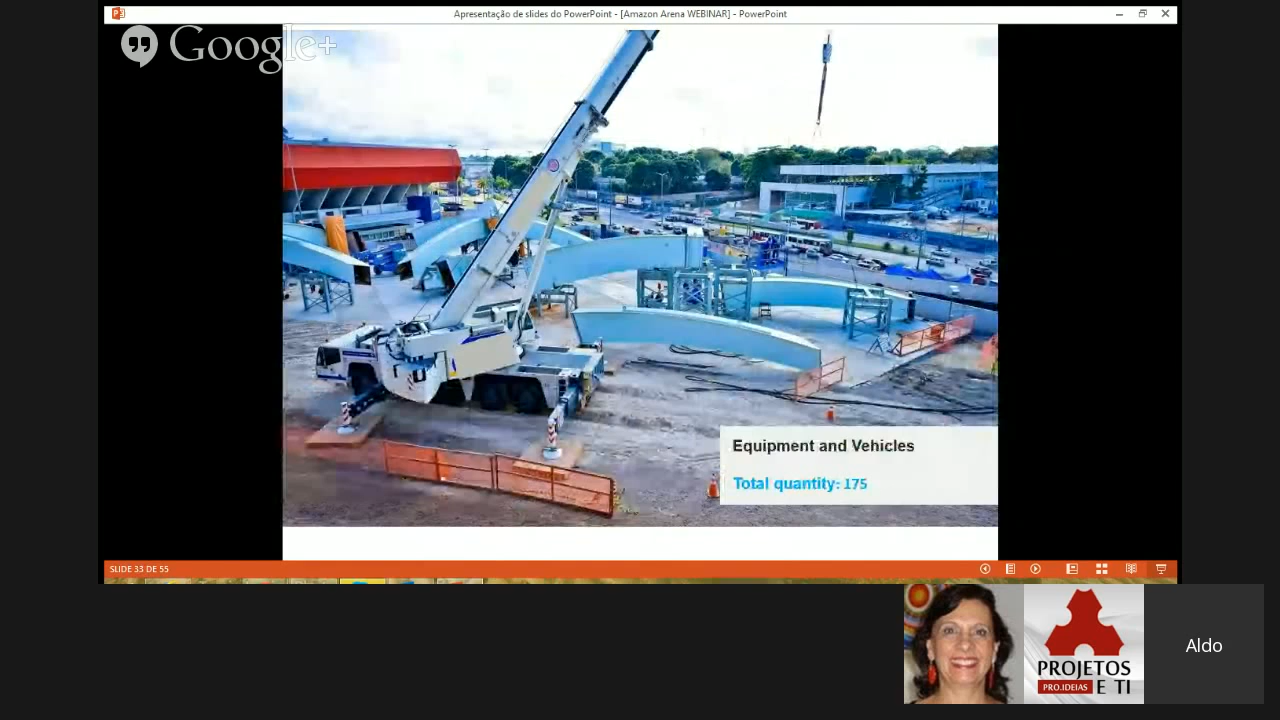 Apresentação de slides do PowerPoint - [Amazon Arena WEBINAR] - PowerPoint
Google+
Equipment and Vehicles
Total quantity: 175
SLIDE 33 DE 55
PROJETOS
PRO.IDEIAS E TI
Aldo